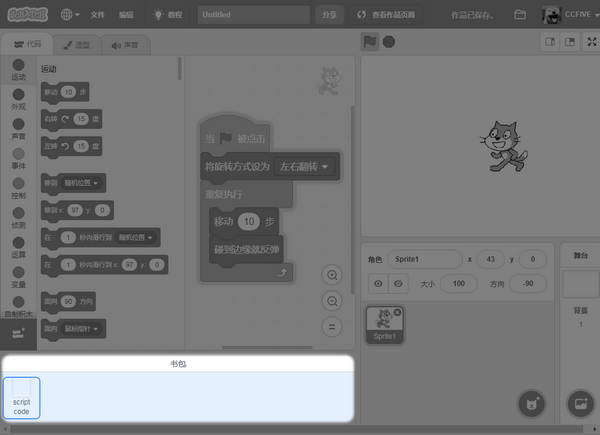 SCRATCH
文件
编辑
教程
Untitled
分享
查看作品页面
作品已保存。
CCFIVE
代码
造型
声音
运动
外观
声音
事件
控制
侦测
运算
变量
自制积木
运动
移动 10 步
右转 15 度
左转 15 度
移到 随机位置
移到 x: 97 y: 0
在 1 秒内滑行到 随机位置
在 1 秒内滑行到 x: 97 y: 0
面向 90 方向
面向 鼠标指针
当 被点击
将旋转方式设为 左右翻转
重复执行
移动 10 步
碰到边缘就反弹
角色 Sprite1 x 43 y 0
大小 100 方向 -90
Sprite1
舞台
背景
1
书包
script
code